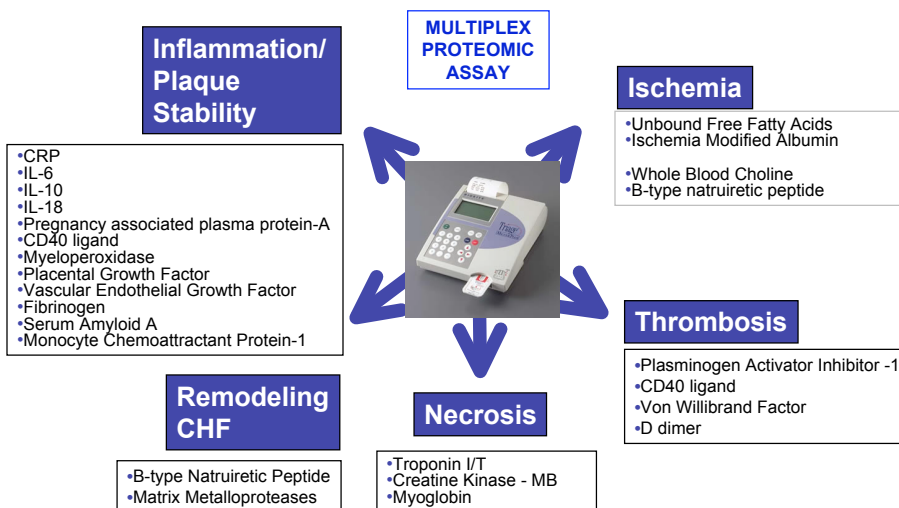 MULTIPLEX
PROTEOMIC
ASSAY
Inflammation/
Plaque
Stability
•CRP
•IL-6
•IL-10
•IL-18
•Pregnancy associated plasma protein-A
•CD40 ligand
•Myeloperoxidase
•Placental Growth Factor
•Vascular Endothelial Growth Factor
•Fibrinogen
•Serum Amyloid A
•Monocyte Chemoattractant Protein-1
Ischemia
•Unbound Free Fatty Acids
•Ischemia Modified Albumin
•Whole Blood Choline
•B-type natruiretic peptide
Triage
Thrombosis
•Plasminogen Activator Inhibitor -1
•CD40 ligand
•Von Willibrand Factor
•D dimer
Remodeling
CHF
•B-type Natruiretic Peptide
•Matrix Metalloproteases
Necrosis
•Troponin I/T
•Creatine Kinase - MB
•Myoglobin